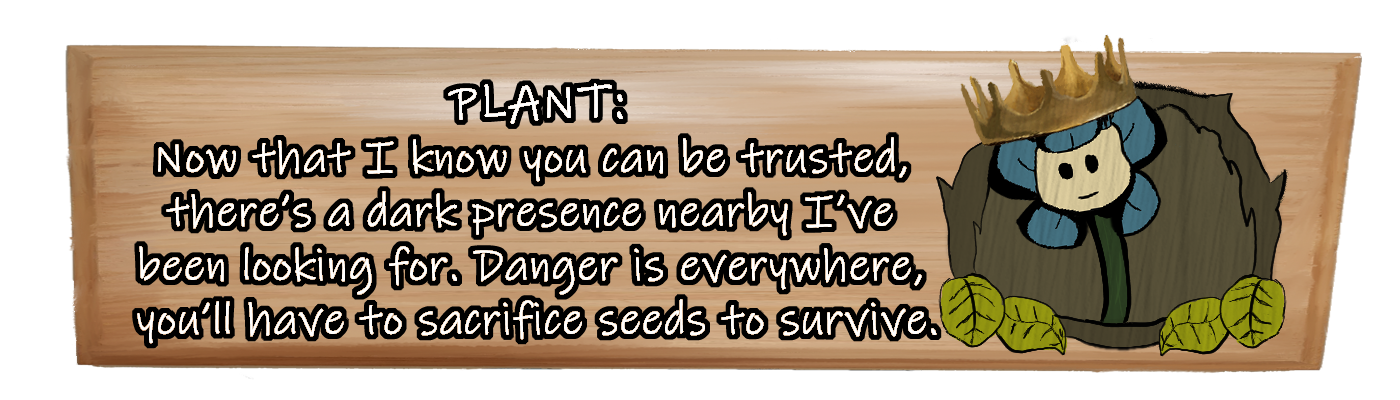 PLANT:
Now that I know you can be trusted,
there's a dark presence nearby I've
been looking for. Danger is everywhere,
you'll have to sacrifice seeds to survive.